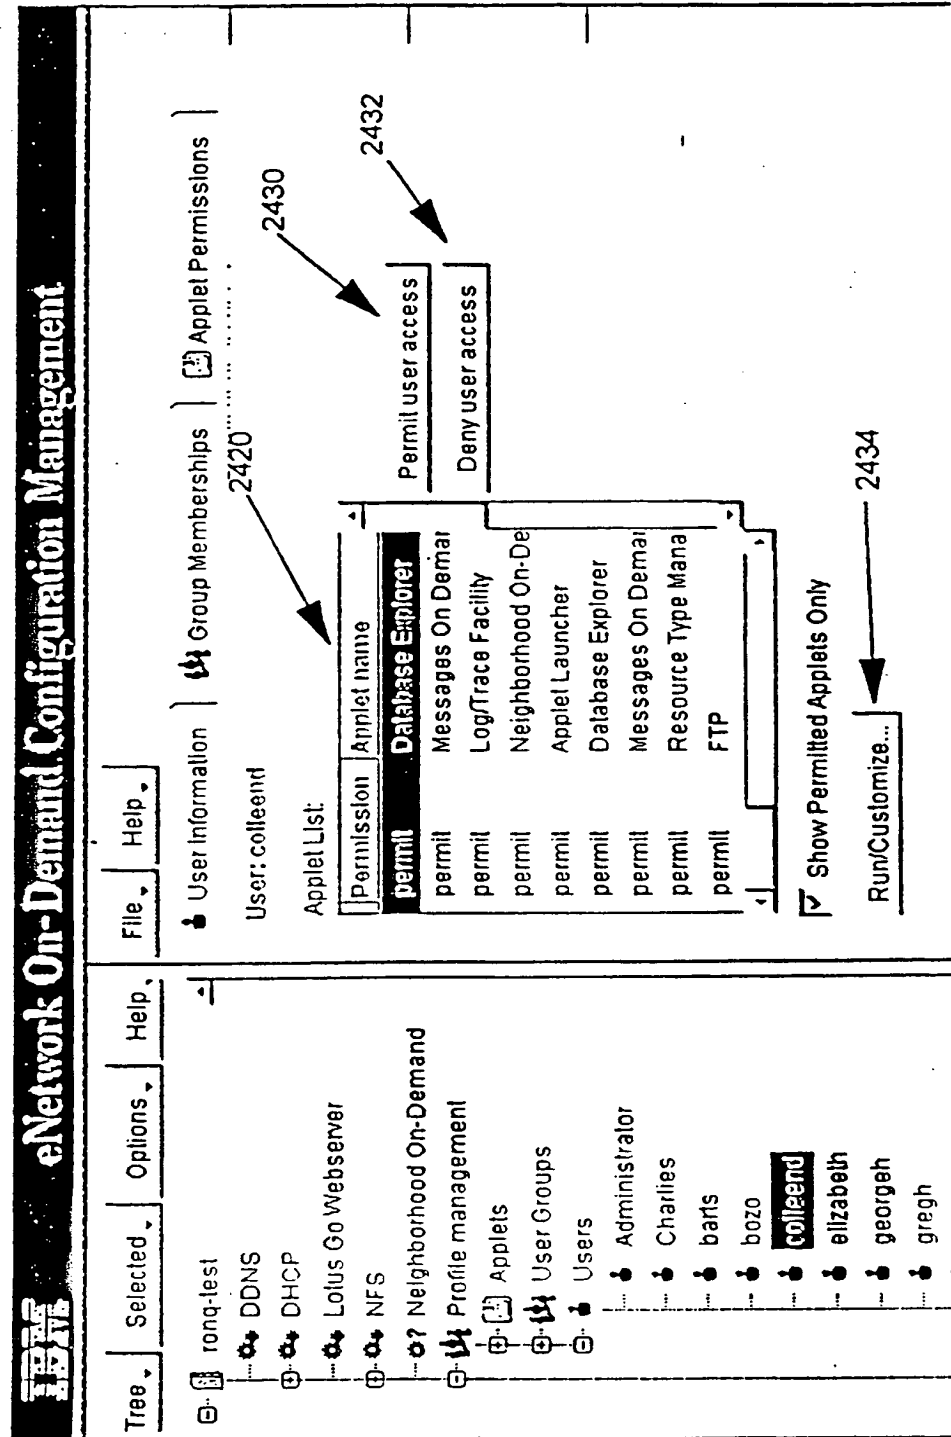 IBM eNetwork On-Demand Configuration Management
Tree Selected Options Help
ronq-test
DDNS
DHCP
Lotus Go Webserver
NFS
Neighborhood On-Demand
Profile management
Applets
User Groups
Users
Administrator
Charlies
barts
bozo
colleend
elizabeth
georgeh
gregh
File Help
User Information Group Memberships Applet Permissions
User: colleend
Applet List:
Permission Applet name
permit Database Explorer
permit Messages On Demar
permit Log/Trace Facility
permit Neighborhood On-De
permit Applet Launcher
permit Database Explorer
permit Messages On Demai
permit Resource Type Mana
permit FTP
Permit user access
Deny user access
Show Permitted Applets Only
Run/Customize...
2420
2430
2432
2434